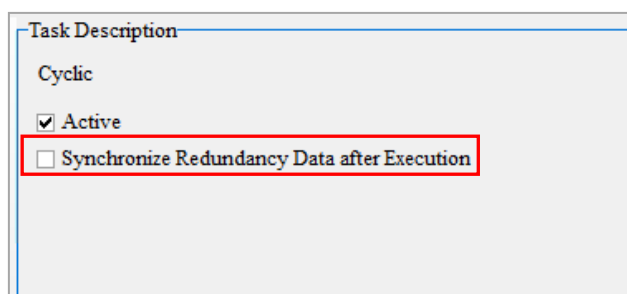 Task Description
Cyclic
Active
Synchronize Redundancy Data after Execution